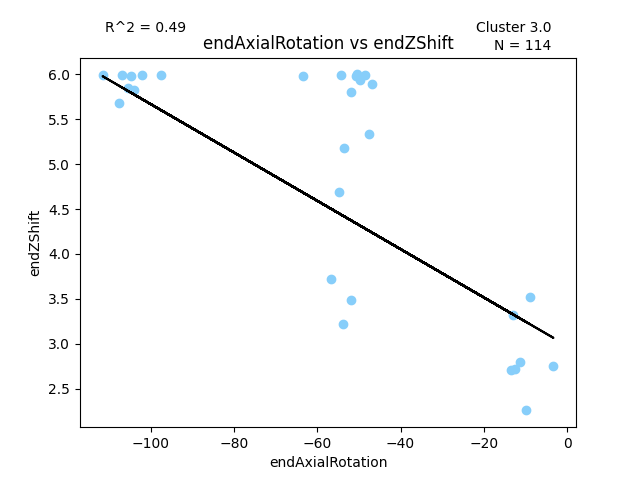 R^2 = 0.49
Cluster 3.0
endAxialRotation vs endZShift
N = 114
6.0
5.5
5.0
4.5
4.0
3.5
3.0
2.5
endZShift
−100
−80
−60
−40
−20
0
endAxialRotation